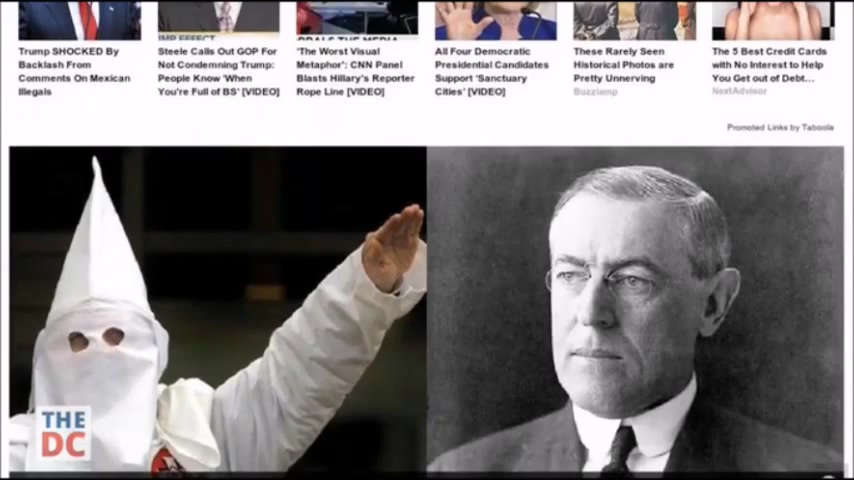 Trump SHOCKED By
Backlash From
Comments On Mexican
Illegals
Steele Calls Out GOP For
Not Condemning Trump:
People Know 'When
You're Full of BS' [VIDEO]
'The Worst Visual
Metaphor': CNN Panel
Blasts Hillary's Reporter
Rope Line [VIDEO]
All Four Democratic
Presidential Candidates
Support 'Sanctuary
Cities' [VIDEO]
These Rarely Seen
Historical Photos are
Pretty Unnerving
Buzzlamp
The 5 Best Credit Cards
with No Interest to Help
You Get out of Debt...
NextAdvisor
Promoted Links by Taboola
THE
DC